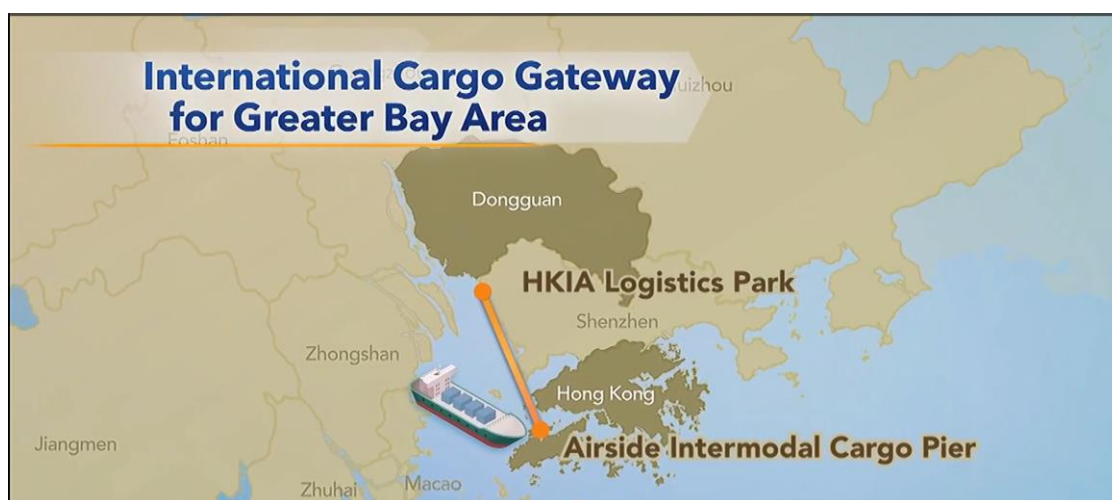 International Cargo Gateway
for Greater Bay Area
Foshan
Dongguan
HKIA Logistics Park
Shenzhen
Zhongshan
Hong Kong
Jiangmen
Airside Intermodal Cargo Pier
Macao
Zhuhai